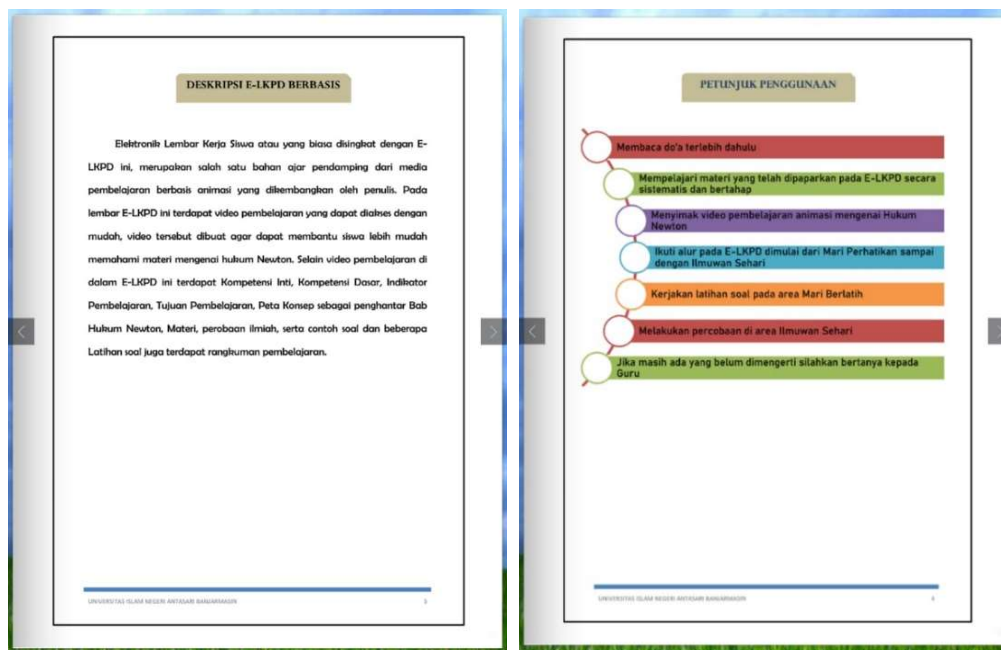 DESKRIPSI E-LKPD BERBASIS
Elektronik Lembar Kerja Siswa atau yang biasa disingkat dengan E-
LKPD ini, merupakan salah satu bahan ajar pendamping dari media
pembelajaran berbasis animasi yang dikembangkan oleh penulis. Pada
lembar E-LKPD ini terdapat video pembelajaran yang dapat diakses dengan
mudah, video tersebut dibuat agar dapat membantu siswa lebih mudah
memahami materi mengenai hukum Newton. Selain video pembelajaran di
dalam E-LKPD ini terdapat Kompetensi Inti, Kompetensi Dasar, Indikator
Pembelajaran, Tujuan Pembelajaran, Peta Konsep sebagai penghantar Bab
Hukum Newton, Materi, perobaan ilmiah, serta contoh soal dan beberapa
Latihan soal juga terdapat rangkuman pembelajaran.
UNIVERSITAS ISLAM NEGERI ANTASARI BANJARMASIN
PETUNJUK PENGGUNAAN
Membaca do'a terlebih dahulu
Mempelajari materi yang telah dipaparkan pada E-LKPD secara
sistematis dan bertahap
Menyimak video pembelajaran animasi mengenai Hukum
Newton
Ikuti alur pada E-LKPD dimulai dari Mari Perhatikan sampai
dengan Ilmuwan Sehari
Kerjakan latihan soal pada area Mari Berlatih
Melakukan percobaan di area Ilmuwan Sehari
Jika masih ada yang belum dimengerti silahkan bertanya kepada
Guru
UNIVERSITAS ISLAM NEGERI ANTASARI BANJARMASIN